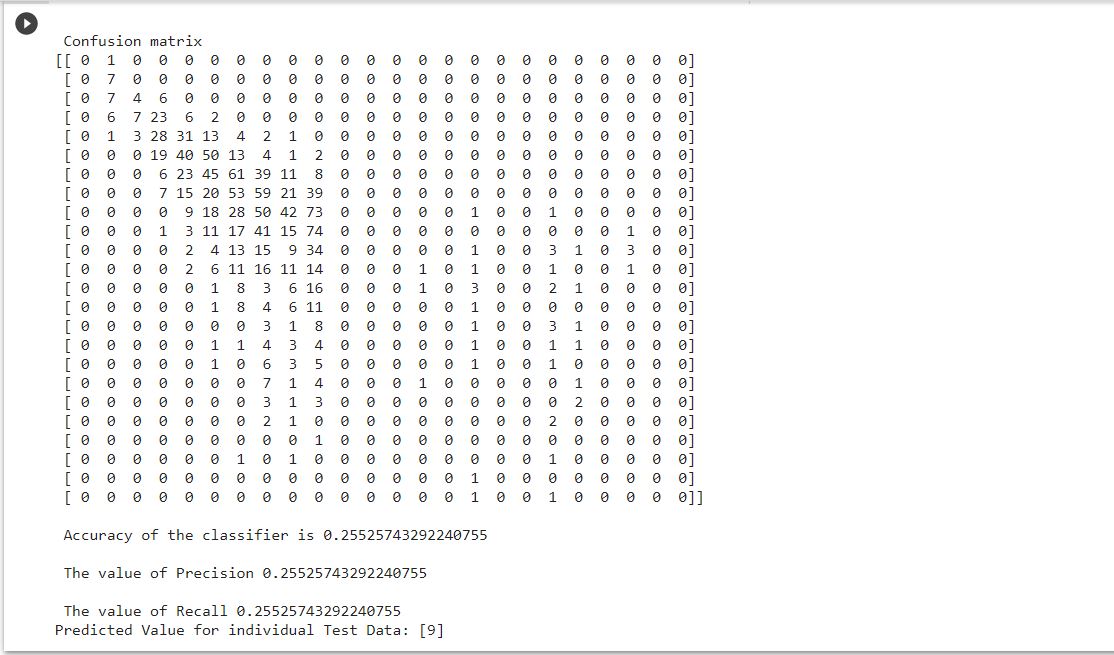 Confusion matrix
[[ 0 1 0 0 0 0 0 0 0 0 0 0 0 0 0 0 0 0 0 0 0 0 0 0]
[ 0 7 0 0 0 0 0 0 0 0 0 0 0 0 0 0 0 0 0 0 0 0 0 0]
[ 0 7 4 6 0 0 0 0 0 0 0 0 0 0 0 0 0 0 0 0 0 0 0 0]
[ 0 6 7 23 6 2 0 0 0 0 0 0 0 0 0 0 0 0 0 0 0 0 0 0]
[ 0 1 3 28 31 13 4 2 1 0 0 0 0 0 0 0 0 0 0 0 0 0 0 0]
[ 0 0 0 19 40 50 13 4 1 2 0 0 0 0 0 0 0 0 0 0 0 0 0 0]
[ 0 0 0 6 23 45 61 39 11 8 0 0 0 0 0 0 0 0 0 0 0 0 0 0]
[ 0 0 0 7 15 20 53 59 21 39 0 0 0 0 0 0 0 0 0 0 0 0 0 0]
[ 0 0 0 0 9 18 28 50 42 73 0 0 0 0 0 1 0 0 1 0 0 0 0 0]
[ 0 0 0 1 3 11 17 41 15 74 0 0 0 0 0 0 0 0 0 0 0 1 0 0]
[ 0 0 0 0 2 4 13 15 9 34 0 0 0 0 0 1 0 0 3 1 0 3 0 0]
[ 0 0 0 0 2 6 11 16 11 14 0 0 0 1 0 1 0 0 1 0 0 1 0 0]
[ 0 0 0 0 0 1 8 3 6 16 0 0 0 1 0 3 0 0 2 1 0 0 0 0]
[ 0 0 0 0 0 1 8 4 6 11 0 0 0 0 0 1 0 0 0 0 0 0 0 0]
[ 0 0 0 0 0 0 0 3 1 8 0 0 0 0 0 1 0 0 3 1 0 0 0 0]
[ 0 0 0 0 0 1 1 4 3 4 0 0 0 0 0 1 0 0 1 1 0 0 0 0]
[ 0 0 0 0 0 1 0 6 3 5 0 0 0 0 0 1 0 0 1 0 0 0 0 0]
[ 0 0 0 0 0 0 0 7 1 4 0 0 0 1 0 0 0 0 0 1 0 0 0 0]
[ 0 0 0 0 0 0 0 3 1 3 0 0 0 0 0 0 0 0 0 2 0 0 0 0]
[ 0 0 0 0 0 0 0 2 1 0 0 0 0 0 0 0 0 0 2 0 0 0 0 0]
[ 0 0 0 0 0 0 0 0 0 1 0 0 0 0 0 0 0 0 0 0 0 0 0 0]
[ 0 0 0 0 0 0 1 0 1 0 0 0 0 0 0 0 0 0 1 0 0 0 0 0]
[ 0 0 0 0 0 0 0 0 0 0 0 0 0 0 0 1 0 0 0 0 0 0 0 0]
[ 0 0 0 0 0 0 0 0 0 0 0 0 0 0 0 1 0 0 1 0 0 0 0 0]]
Accuracy of the classifier is 0.25525743292240755
The value of Precision 0.25525743292240755
The value of Recall 0.25525743292240755
Predicted Value for individual Test Data: [9]